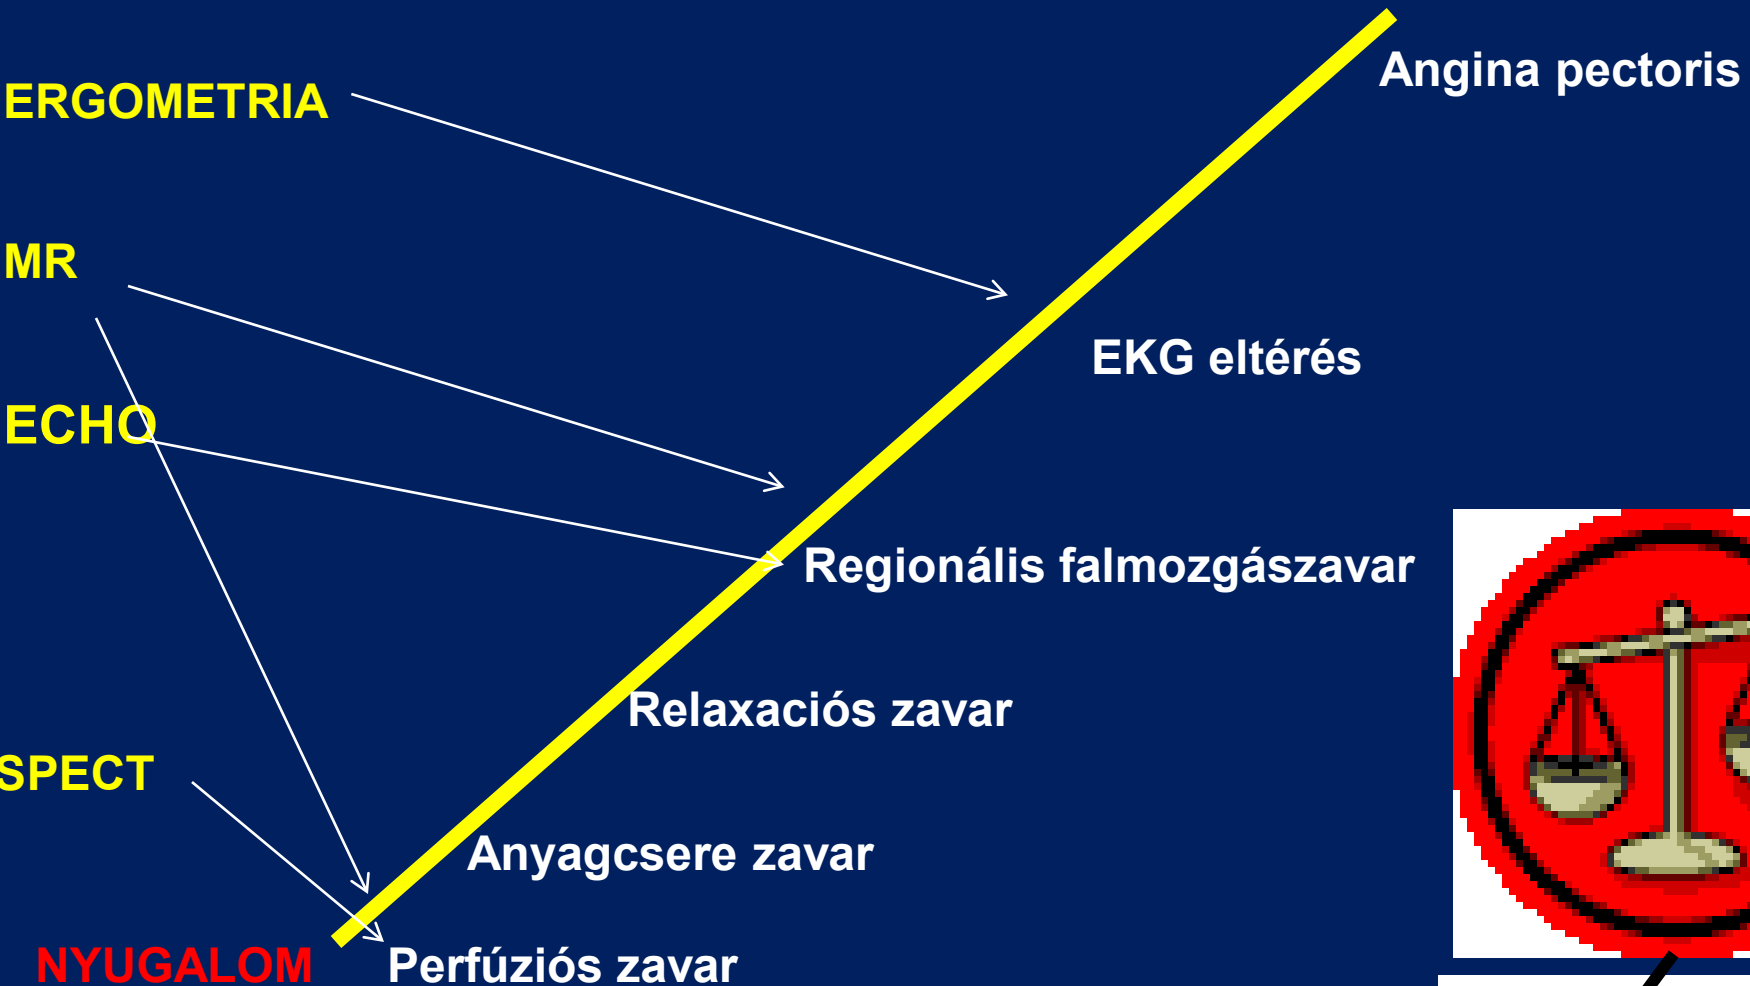 Angina pectoris
ERGOMETRIA
MR
EKG eltérés
ECHO
Regionális falmozgászavar
Relaxaciós zavar
SPECT
Anyagcsere zavar
NYUGALOM
Perfúziós zavar